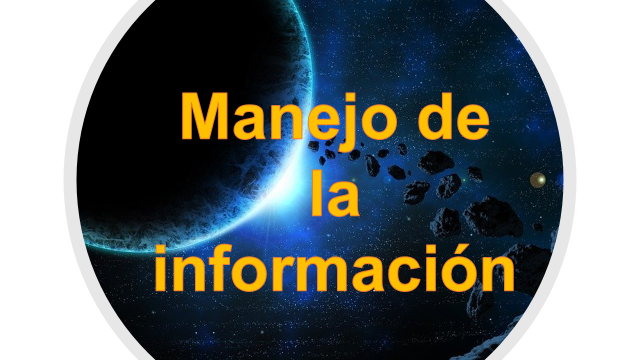 Manejo de
la
información